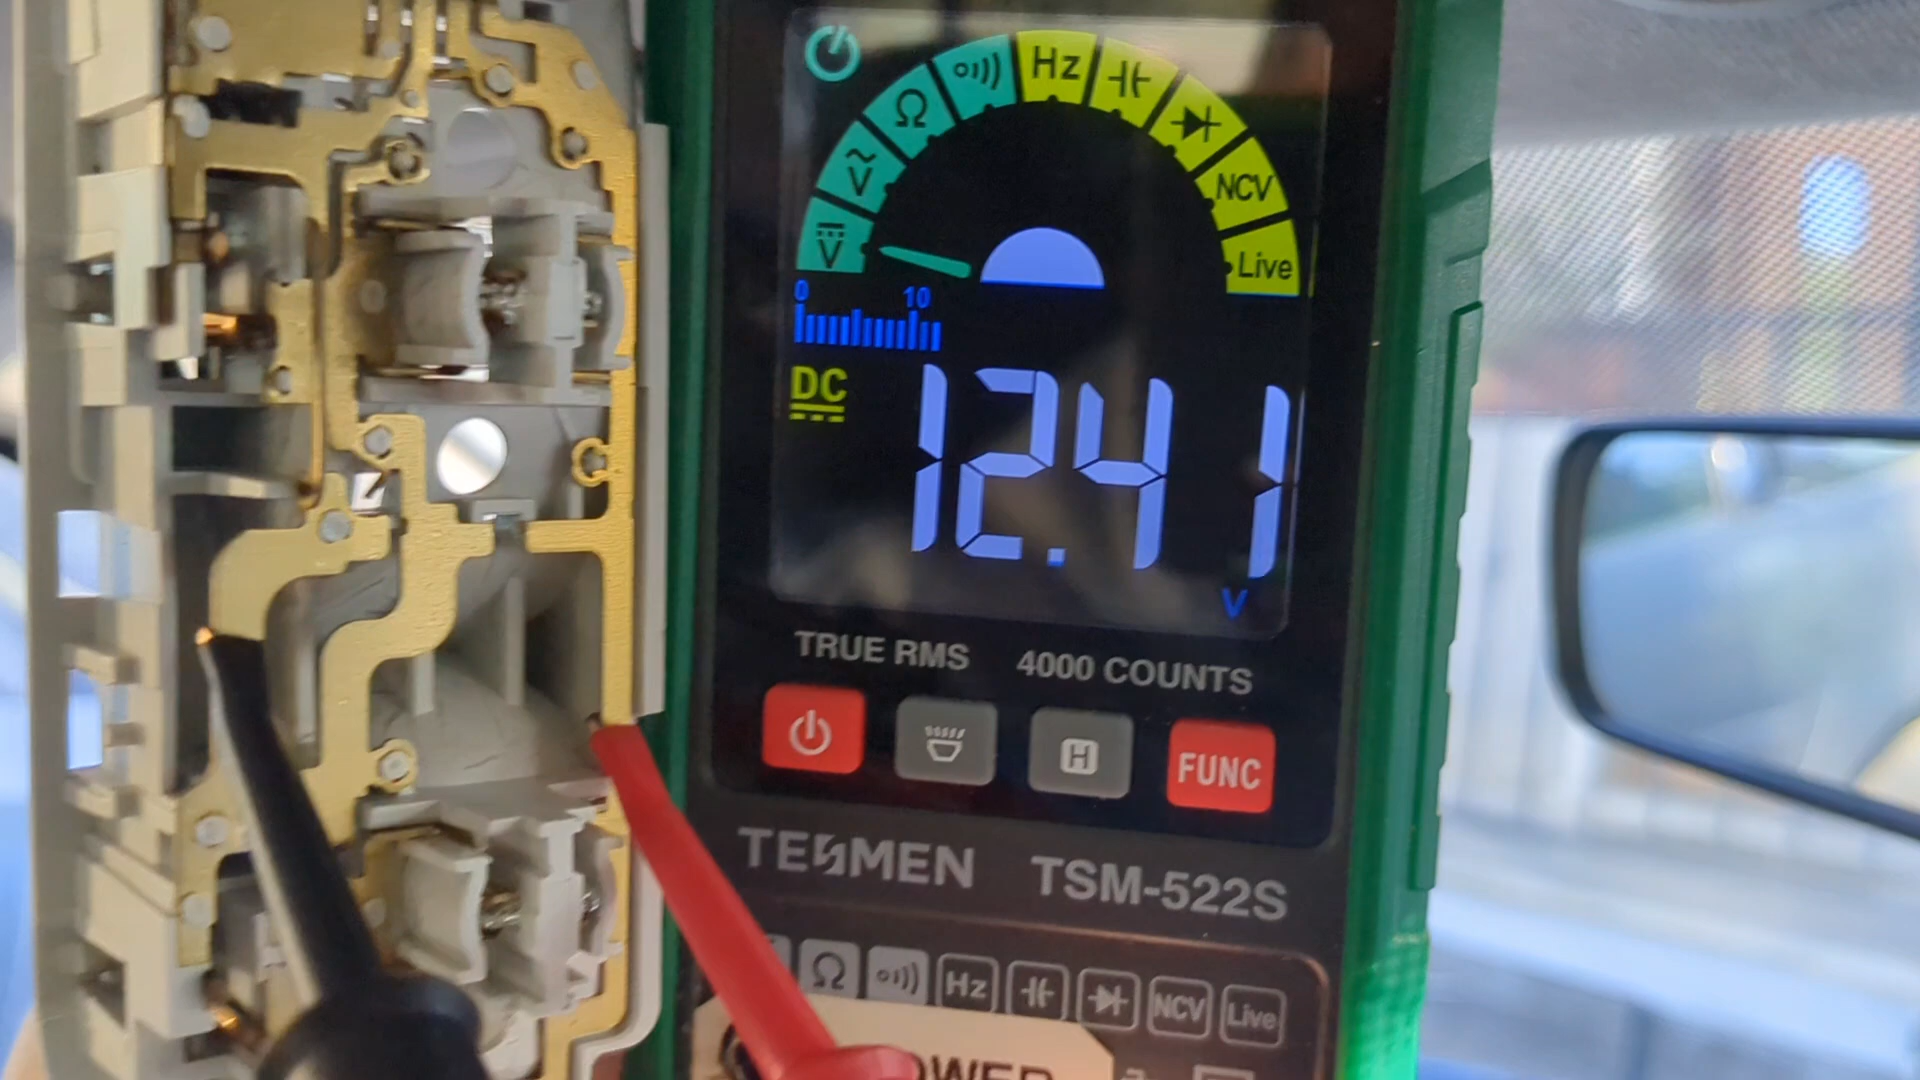 Hz
Ω
NCV
V
V
Live
0 10
DC
12.41
V
TRUE RMS 4000 COUNTS
H
FUNC
TESMEN TSM-522S
Ω
Hz
NCV
Live